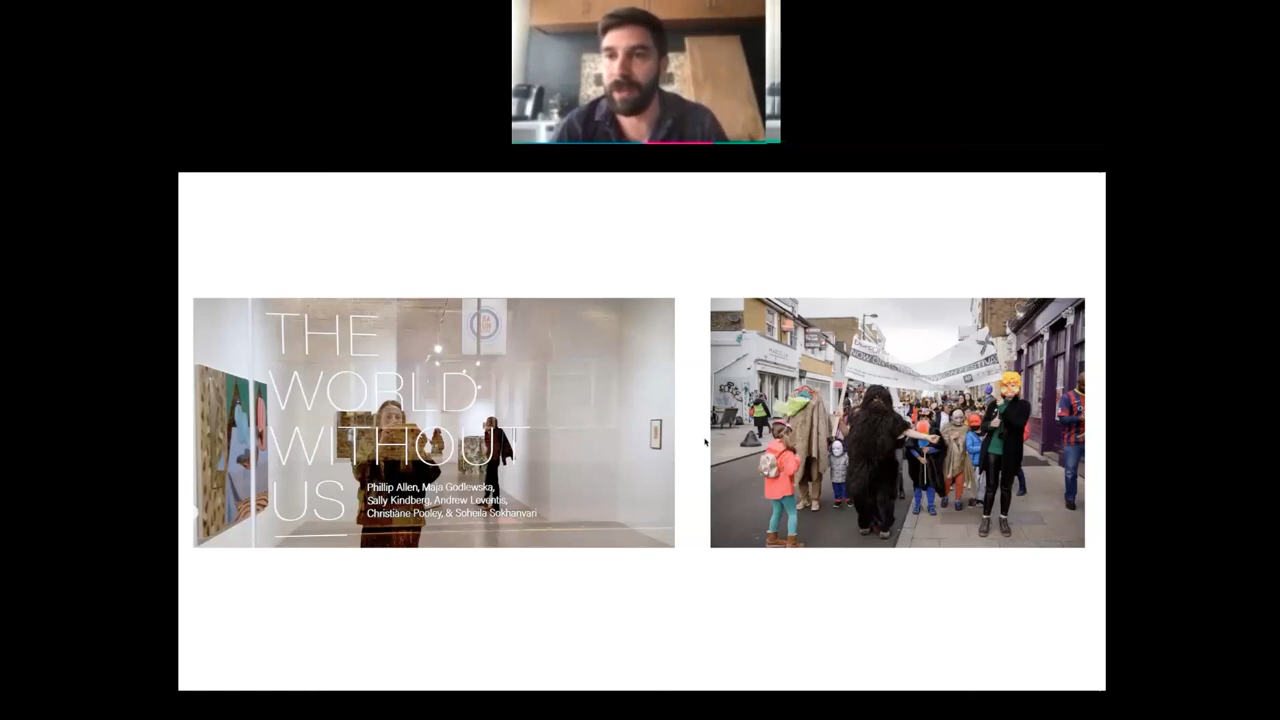 THE
WORLD
WITHOUT
US
Phillip Allen, Maja Godlewska,
Sally Kindberg, Andrew Leventis,
Christiane Pooley, & Soheila Sokhanvari